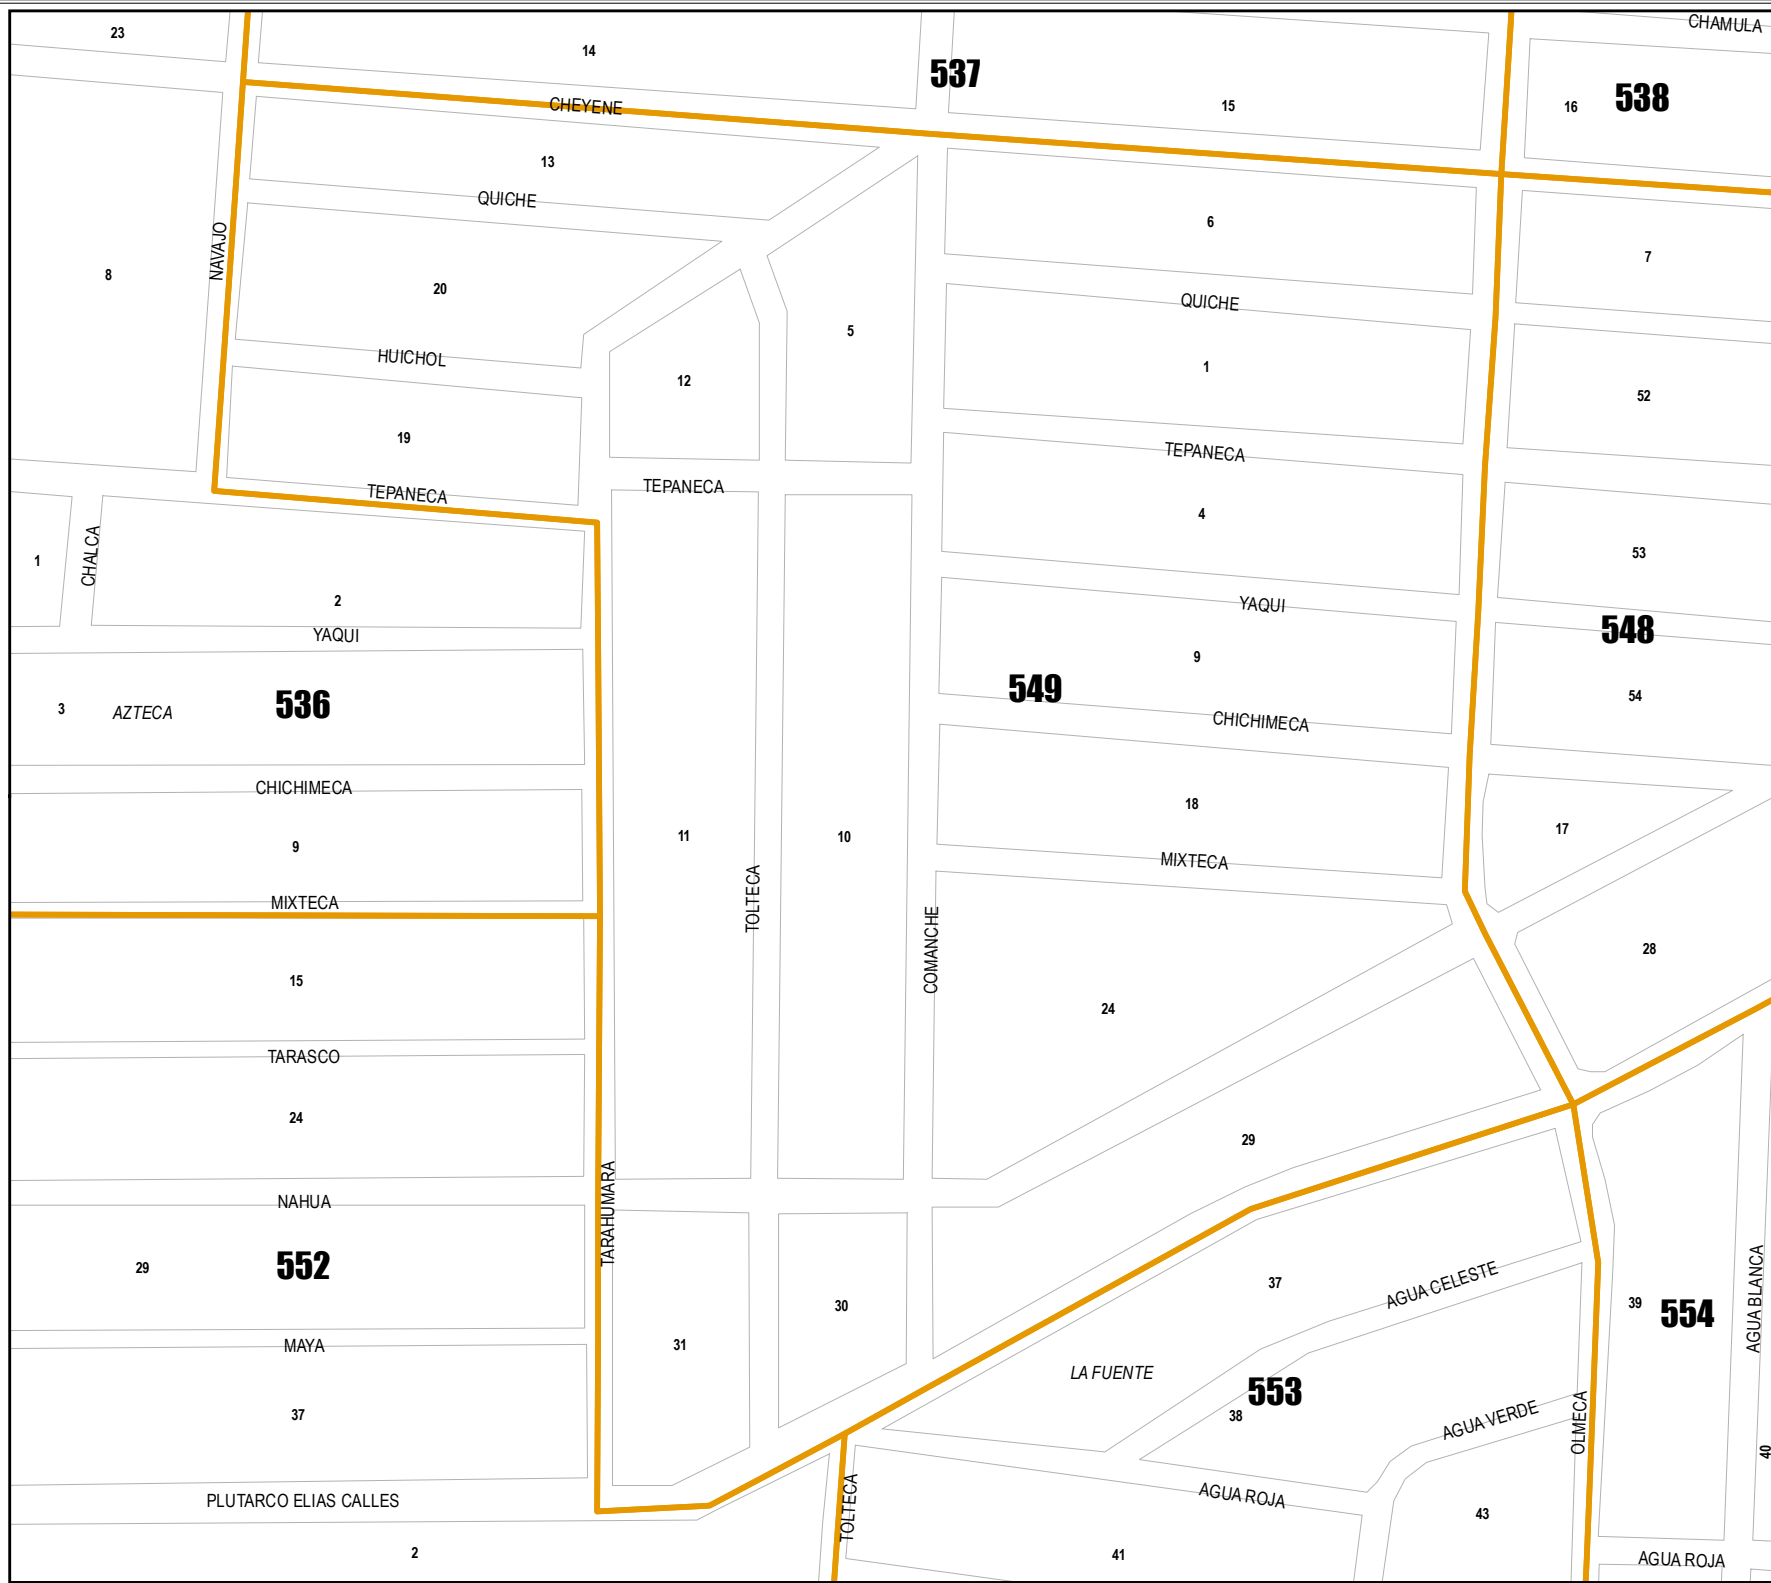 CHAMULA
23
14
537
15
16
538
CHEYENE
13
QUICHE
6
7
NAVAJO
8
20
QUICHE
5
HUICHOL
12
1
52
19
TEPANECA
TEPANECA
TEPANECA
4
CHALCA
1
53
2
YAQUI
YAQUI
548
9
549
536
3
AZTECA
54
CHICHIMECA
CHICHIMECA
18
17
11
10
9
MIXTECA
TOLTECA
MIXTECA
COMANCHE
28
15
24
TARASCO
24
29
TARAHUMARA
NAHUA
552
29
37
AGUA CELESTE
30
39
554
AGUA BLANCA
31
MAYA
LA FUENTE
553
37
38
AGUA VERDE
OLMECA
40
PLUTARCO ELIAS CALLES
TOLTECA
AGUA ROJA
43
2
41
AGUA ROJA